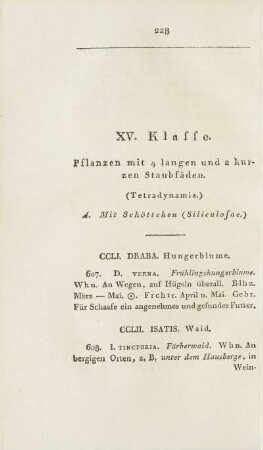 228
XV. Klasse.
Pflanzen mit 4 langen und 2 kur-
zen Staubfäden.
(Tetradynamia.)
A. Mit Schöttchen (Siliculosae.)
CCLI. DRABA. Hungerblume.
607. D. VERNA. Frühlingshungerblume.
Whn. An Wegen, auf Hügeln überall. Blhz.
März — Mai. ☉. Frchtr. April u. Mai. Gebr.
Für Schaafe ein angenehmes und gesundes Futter.
CCLII. ISATIS. Waid.
608. I. TINCTORIA. Färberwaid. Whn. An
bergigen Orten, z. B. unter dem Hausberge, in
Wein-